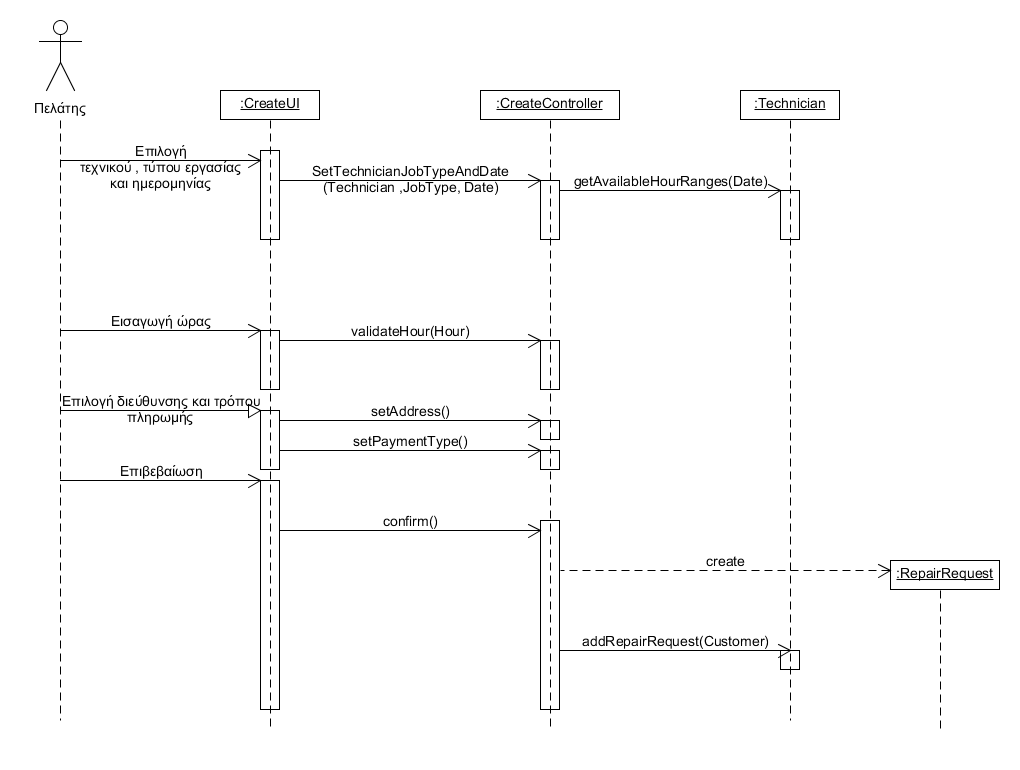 Πελάτης
:CreateUI
:CreateController
:Technician
Επιλογή
τεχνικού , τύπου εργασίας
και ημερομηνίας
SetTechnicianJobTypeAndDate
(Technician ,JobType, Date)
getAvailableHourRanges(Date)
Εισαγωγή ώρας
validateHour(Hour)
Επιλογή διεύθυνσης και τρόπου
πληρωμής
setAddress()
setPaymentType()
Επιβεβαίωση
confirm()
create
:RepairRequest
addRepairRequest(Customer)